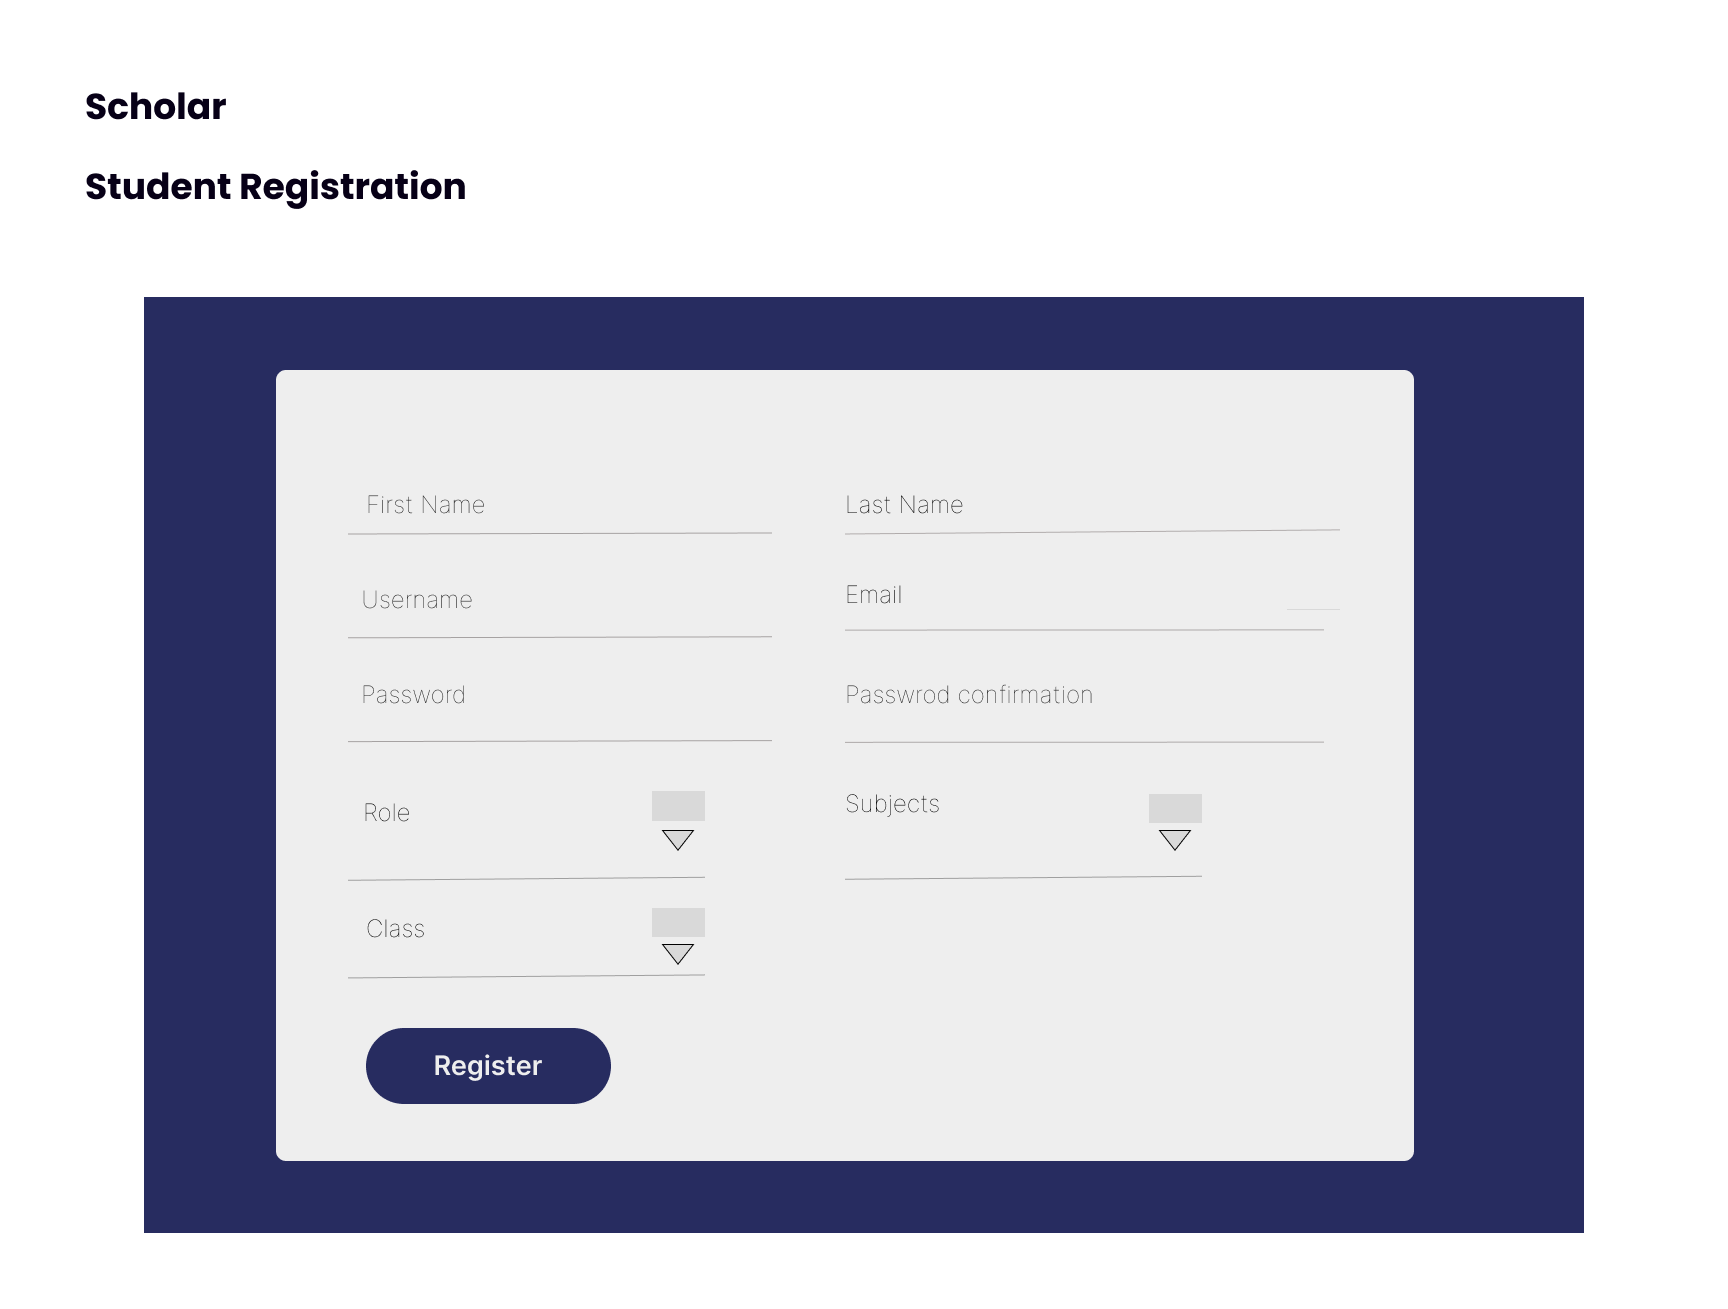 Scholar
Student Registration
First Name
Last Name
Username
Email
Password
Passwrod confirmation
Role
Subjects
Class
Register